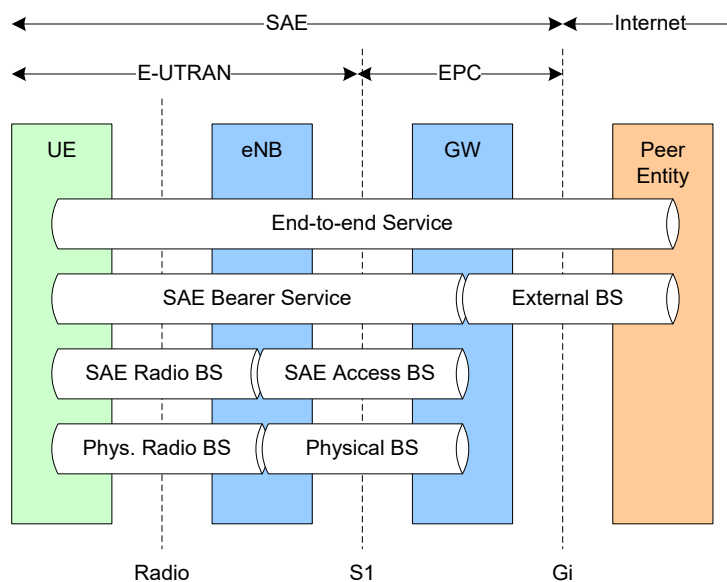 SAE
Internet
E-UTRAN
EPC
UE
eNB
GW
Peer
Entity
End-to-end Service
SAE Bearer Service
External BS
SAE Radio BS
SAE Access BS
Phys. Radio BS
Physical BS
Radio
S1
Gi